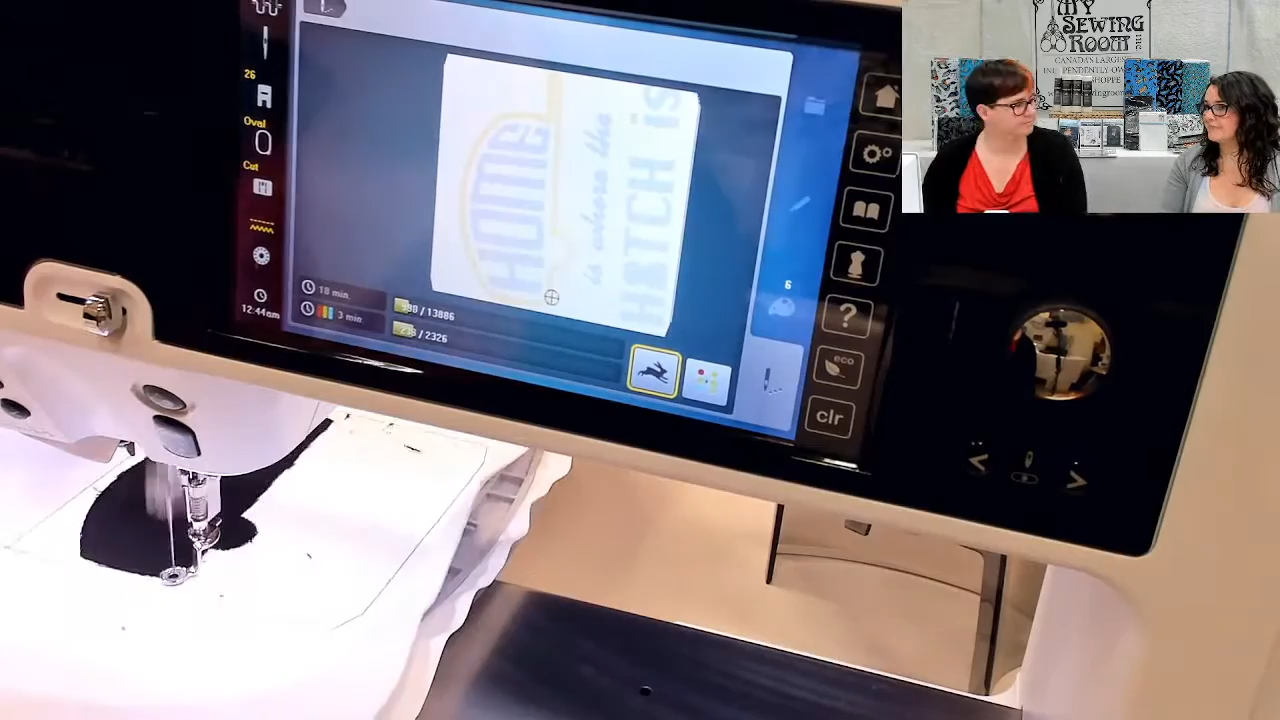 26
Oval
Cut
12:44am
HOME
is where the
HATCH is
18 min.
3 min
988 / 13886
/ 2326
6
?
eco
clr
MY
SEWING
ROOM
CANADA'S LARGEST